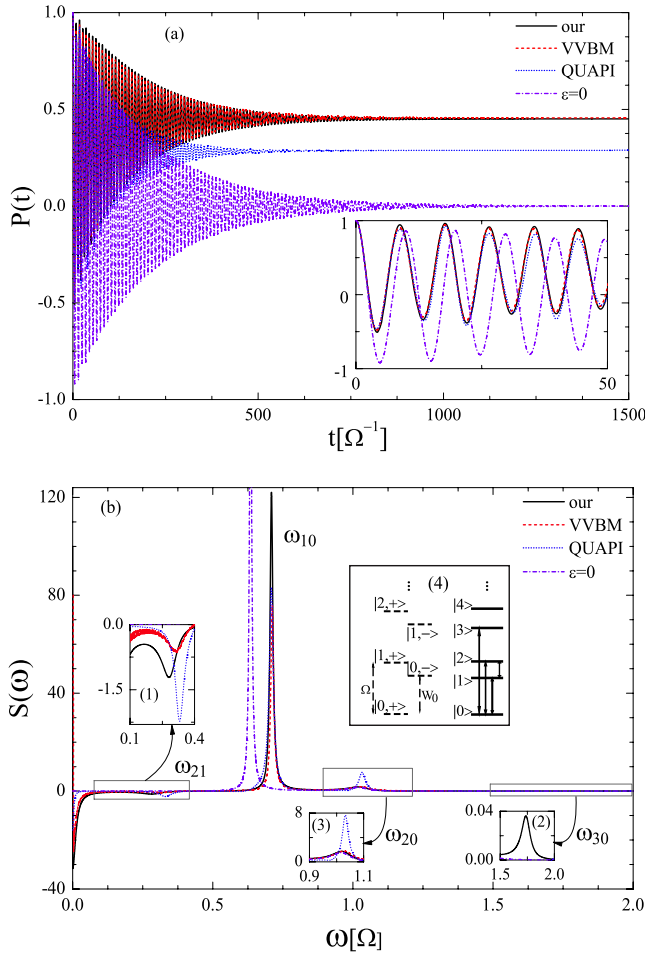 1.0
(a)
our
VVBM
QUAPI
ε=0
0.5
P(t)
0.0
-0.5
1.0
0
500
1000
1500
t[Ω⁻¹]
1
0
-1
0
50
120
(b)
our
VVBM
QUAPI
ε=0
ω₁₀
80
S(ω)
40
0
-40
0.0
0.5
1.0
1.5
2.0
ω[Ω]
(4)
⋮
⋮
|2,+>
|1,->
|1,+>
|0,->
|0,+>
Ω
W₀
|4>
|3>
|2>
|1>
|0>
0.0
-1.5
(1)
0.1
0.4
ω₂₁
8
(3)
0
0.9
1.1
ω₂₀
0.04
(2)
0.00
1.5
2.0
ω₃₀